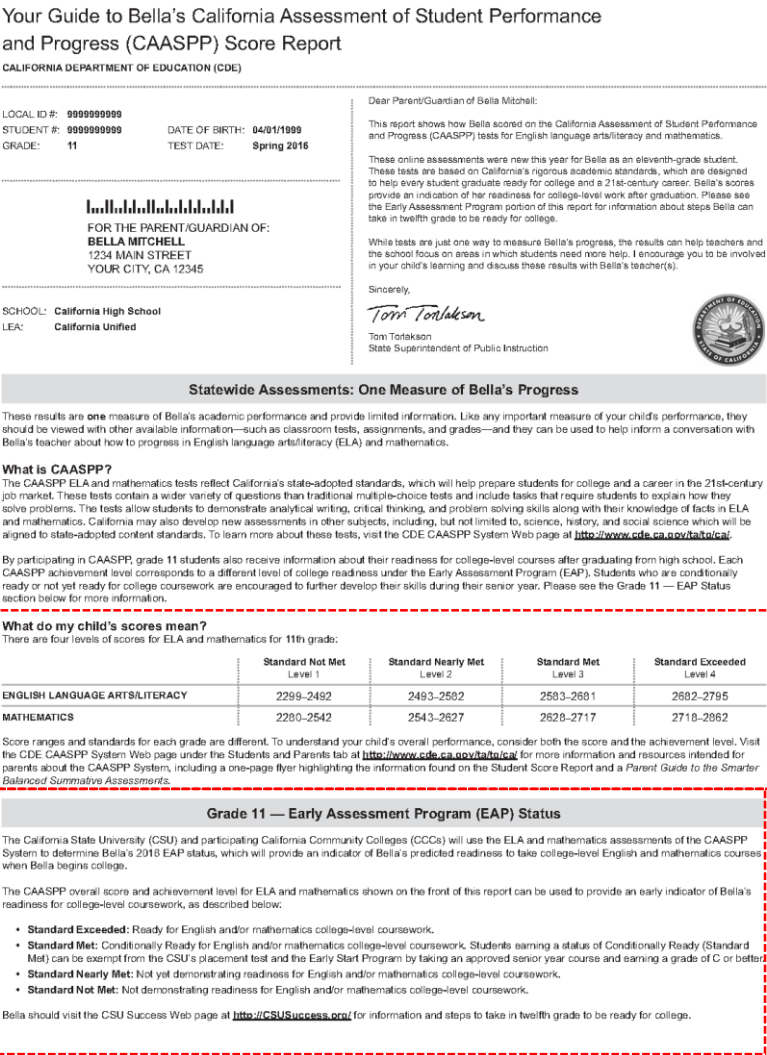 Your Guide to Bella's California Assessment of Student Performance
and Progress (CAASPP) Score Report
CALIFORNIA DEPARTMENT OF EDUCATION (CDE)
LOCAL ID #: 9999999999
STUDENT #: 9999999999 DATE OF BIRTH: 04/01/1999
GRADE: 11 TEST DATE: Spring 2016
FOR THE PARENT/GUARDIAN OF:
BELLA MITCHELL
1234 MAIN STREET
YOUR CITY, CA 12345
SCHOOL: California High School
LEA: California Unified
Dear Parent/Guardian of Bella Mitchell:
This report shows how Bella scored on the California Assessment of Student Performance
and Progress (CAASPP) tests for English language arts/literacy and mathematics.
These online assessments were new this year for Bella as an eleventh-grade student.
These tests are based on California's rigorous academic standards, which are designed
to help every student graduate ready for college and a 21st-century career. Bella's scores
provide an indication of her readiness for college-level work after graduation. Please see
the Early Assessment Program portion of this report for information about steps Bella can
take in twelfth grade to be ready for college.
While tests are just one way to measure Bella's progress, the results can help teachers and
the school focus on areas in which students need more help. I encourage you to be involved
in your child's learning and discuss these results with Bella's teacher(s).
Sincerely,
Tom Torlakson
Tom Torlakson
State Superintendent of Public Instruction
DEPARTMENT OF EDUCATION
STATE OF CALIFORNIA
Statewide Assessments: One Measure of Bella's Progress
These results are one measure of Bella's academic performance and provide limited information. Like any important measure of your child's performance, they
should be viewed with other available information—such as classroom tests, assignments, and grades—and they can be used to help inform a conversation with
Bella's teacher about how to progress in English language arts/literacy (ELA) and mathematics.
What is CAASPP?
The CAASPP ELA and mathematics tests reflect California's state-adopted standards, which will help prepare students for college and a career in the 21st-century
job market. These tests contain a wider variety of questions than traditional multiple-choice tests and include tasks that require students to explain how they
solve problems. The tests allow students to demonstrate analytical writing, critical thinking, and problem solving skills along with their knowledge of facts in ELA
and mathematics. California may also develop new assessments in other subjects, including, but not limited to, science, history, and social science which will be
aligned to state-adopted content standards. To learn more about these tests, visit the CDE CAASPP System Web page at http://www.cde.ca.gov/ta/tg/ca/.
By participating in CAASPP, grade 11 students also receive information about their readiness for college-level courses after graduating from high school. Each
CAASPP achievement level corresponds to a different level of college readiness under the Early Assessment Program (EAP). Students who are conditionally
ready or not yet ready for college coursework are encouraged to further develop their skills during their senior year. Please see the Grade 11 — EAP Status
section below for more information.
What do my child's scores mean?
There are four levels of scores for ELA and mathematics for 11th grade:
Standard Not Met Standard Nearly Met Standard Met Standard Exceeded
Level 1 Level 2 Level 3 Level 4
ENGLISH LANGUAGE ARTS/LITERACY 2299–2492 2493–2582 2583–2681 2682–2795
MATHEMATICS 2280–2542 2543–2627 2628–2717 2718–2862
Score ranges and standards for each grade are different. To understand your child's overall performance, consider both the score and the achievement level. Visit
the CDE CAASPP System Web page under the Students and Parents tab at http://www.cde.ca.gov/ta/tg/ca/ for more information and resources intended for
parents about the CAASPP System, including a one-page flyer highlighting the information found on the Student Score Report and a Parent Guide to the Smarter
Balanced Summative Assessments.
Grade 11 — Early Assessment Program (EAP) Status
The California State University (CSU) and participating California Community Colleges (CCCs) will use the ELA and mathematics assessments of the CAASPP
System to determine Bella's 2016 EAP status, which will provide an indicator of Bella's predicted readiness to take college-level English and mathematics courses
when Bella begins college.
The CAASPP overall score and achievement level for ELA and mathematics shown on the front of this report can be used to provide an early indicator of Bella's
readiness for college-level coursework, as described below:
• Standard Exceeded: Ready for English and/or mathematics college-level coursework.
• Standard Met: Conditionally Ready for English and/or mathematics college-level coursework. Students earning a status of Conditionally Ready (Standard
Met) can be exempt from the CSU's placement test and the Early Start Program by taking an approved senior year course and earning a grade of C or better.
• Standard Nearly Met: Not yet demonstrating readiness for English and/or mathematics college-level coursework.
• Standard Not Met: Not demonstrating readiness for English and/or mathematics college-level coursework.
Bella should visit the CSU Success Web page at http://CSUSuccess.org/ for information and steps to take in twelfth grade to be ready for college.